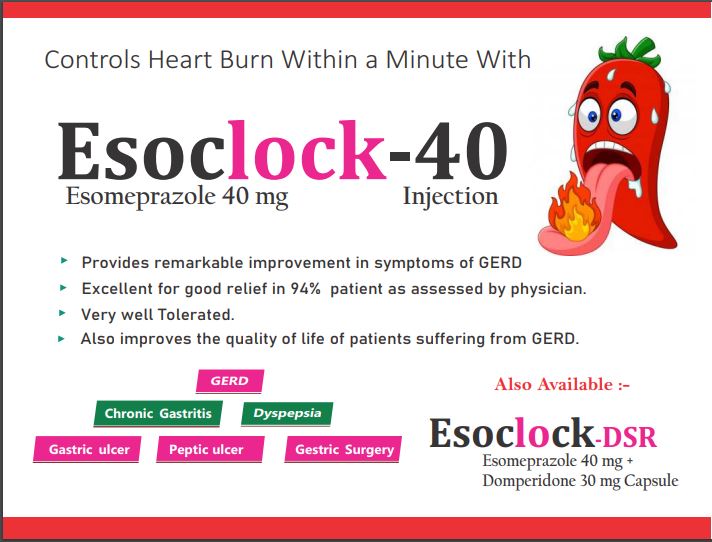 Controls Heart Burn Within a Minute With
Esoclock-40
Esomeprazole 40 mg Injection
Provides remarkable improvement in symptoms of GERD
Excellent for good relief in 94% patient as assessed by physician.
Very well Tolerated.
Also improves the quality of life of patients suffering from GERD.
GERD
Chronic Gastritis Dyspepsia
Gastric ulcer Peptic ulcer Gestric Surgery
Also Available :-
Esoclock-DSR
Esomeprazole 40 mg +
Domperidone 30 mg Capsule